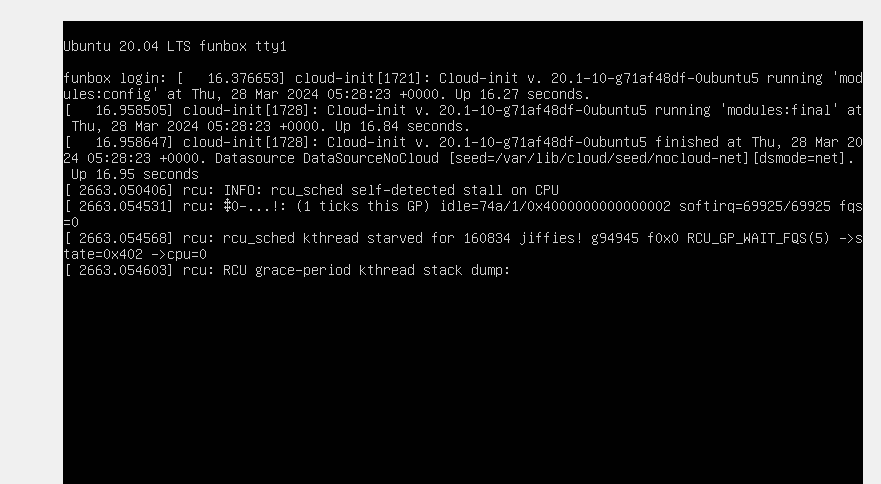 Ubuntu 20.04 LTS funbox tty1
funbox login: [   16.376653] cloud-init[1721]: Cloud-init v. 20.1-10-g71af48df-0ubuntu5 running 'mod
ules:config' at Thu, 28 Mar 2024 05:28:23 +0000. Up 16.27 seconds.
[   16.958505] cloud-init[1728]: Cloud-init v. 20.1-10-g71af48df-0ubuntu5 running 'modules:final' at
 Thu, 28 Mar 2024 05:28:23 +0000. Up 16.84 seconds.
[   16.958647] cloud-init[1728]: Cloud-init v. 20.1-10-g71af48df-0ubuntu5 finished at Thu, 28 Mar 20
24 05:28:23 +0000. Datasource DataSourceNoCloud [seed=/var/lib/cloud/seed/nocloud-net][dsmode=net].
 Up 16.95 seconds
[ 2663.050406] rcu: INFO: rcu_sched self-detected stall on CPU
[ 2663.054531] rcu: ‡0-...!: (1 ticks this GP) idle=74a/1/0x4000000000000002 softirq=69925/69925 fqs
=0
[ 2663.054568] rcu: rcu_sched kthread starved for 160834 jiffies! g94945 f0x0 RCU_GP_WAIT_FQS(5) ->s
tate=0x402 ->cpu=0
[ 2663.054603] rcu: RCU grace-period kthread stack dump: